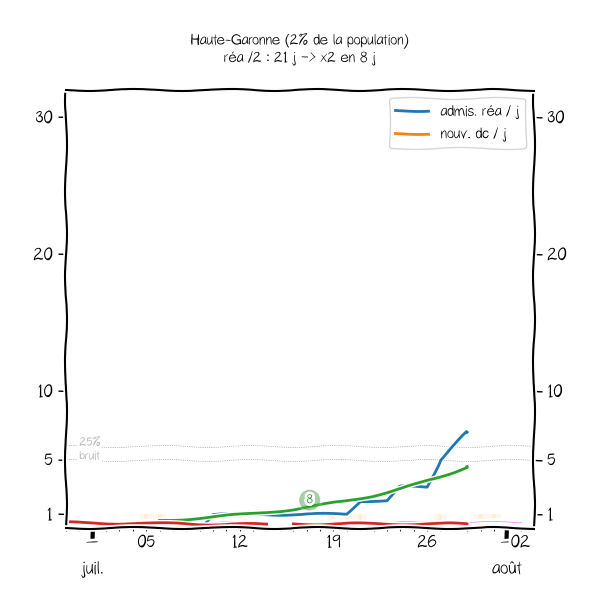 Haute-Garonne (2% de la population)
réa /2 : 21 j -> x2 en 8 j
admis. réa / j
nouv. dc / j
30
30
20
20
10
10
25%
bruit
5
5
8
1
1
05
12
19
26
02
juil.
août